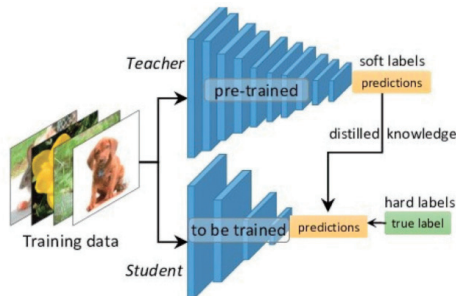 Teacher
pre-trained
soft labels
predictions
distilled knowledge
Training data
Student
to be trained
predictions
hard labels
true label